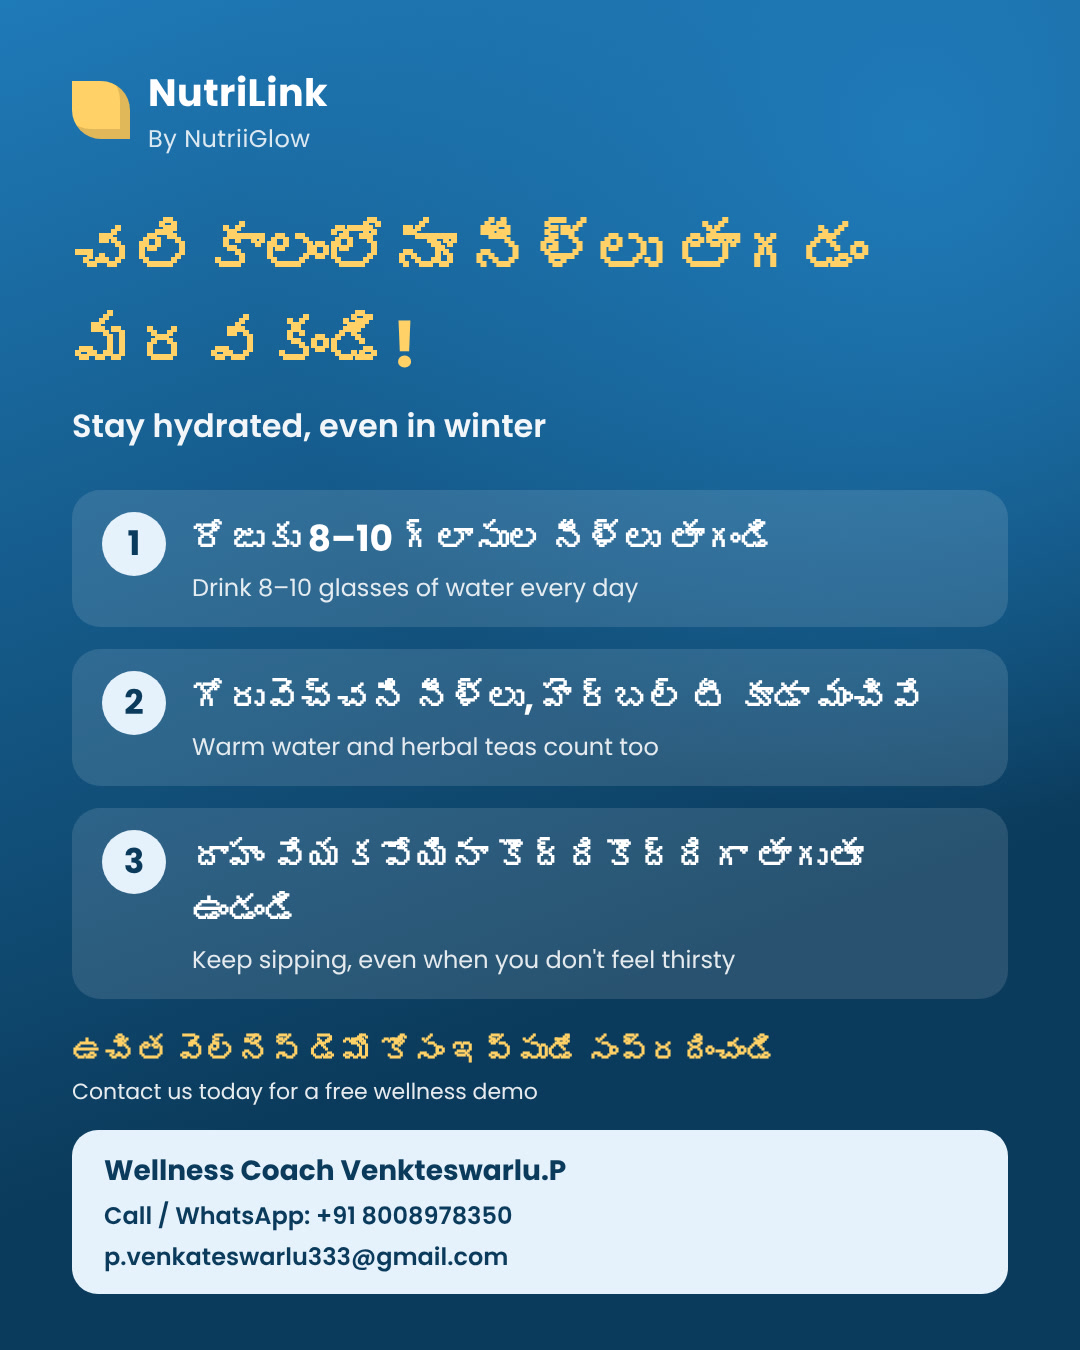 NutriLink
By NutriiGlow
చలి కాలంలోనూ నీళ్లు తాగడం
మరవకండి!
Stay hydrated, even in winter
1
రోజుకు 8–10 గ్లాసుల నీళ్లు తాగండి
Drink 8–10 glasses of water every day
2
గోరువెచ్చని నీళ్లు, హెర్బల్ టీ కూడా మంచివే
Warm water and herbal teas count too
3
దాహం వేయకపోయినా కొద్దికొద్దిగా తాగుతూ
ఉండండి
Keep sipping, even when you don't feel thirsty
ఉచిత వెల్నెస్ డెమో కోసం ఇప్పుడే సంప్రదించండి
Contact us today for a free wellness demo
Wellness Coach Venkteswarlu.P
Call / WhatsApp: +91 8008978350
p.venkateswarlu333@gmail.com